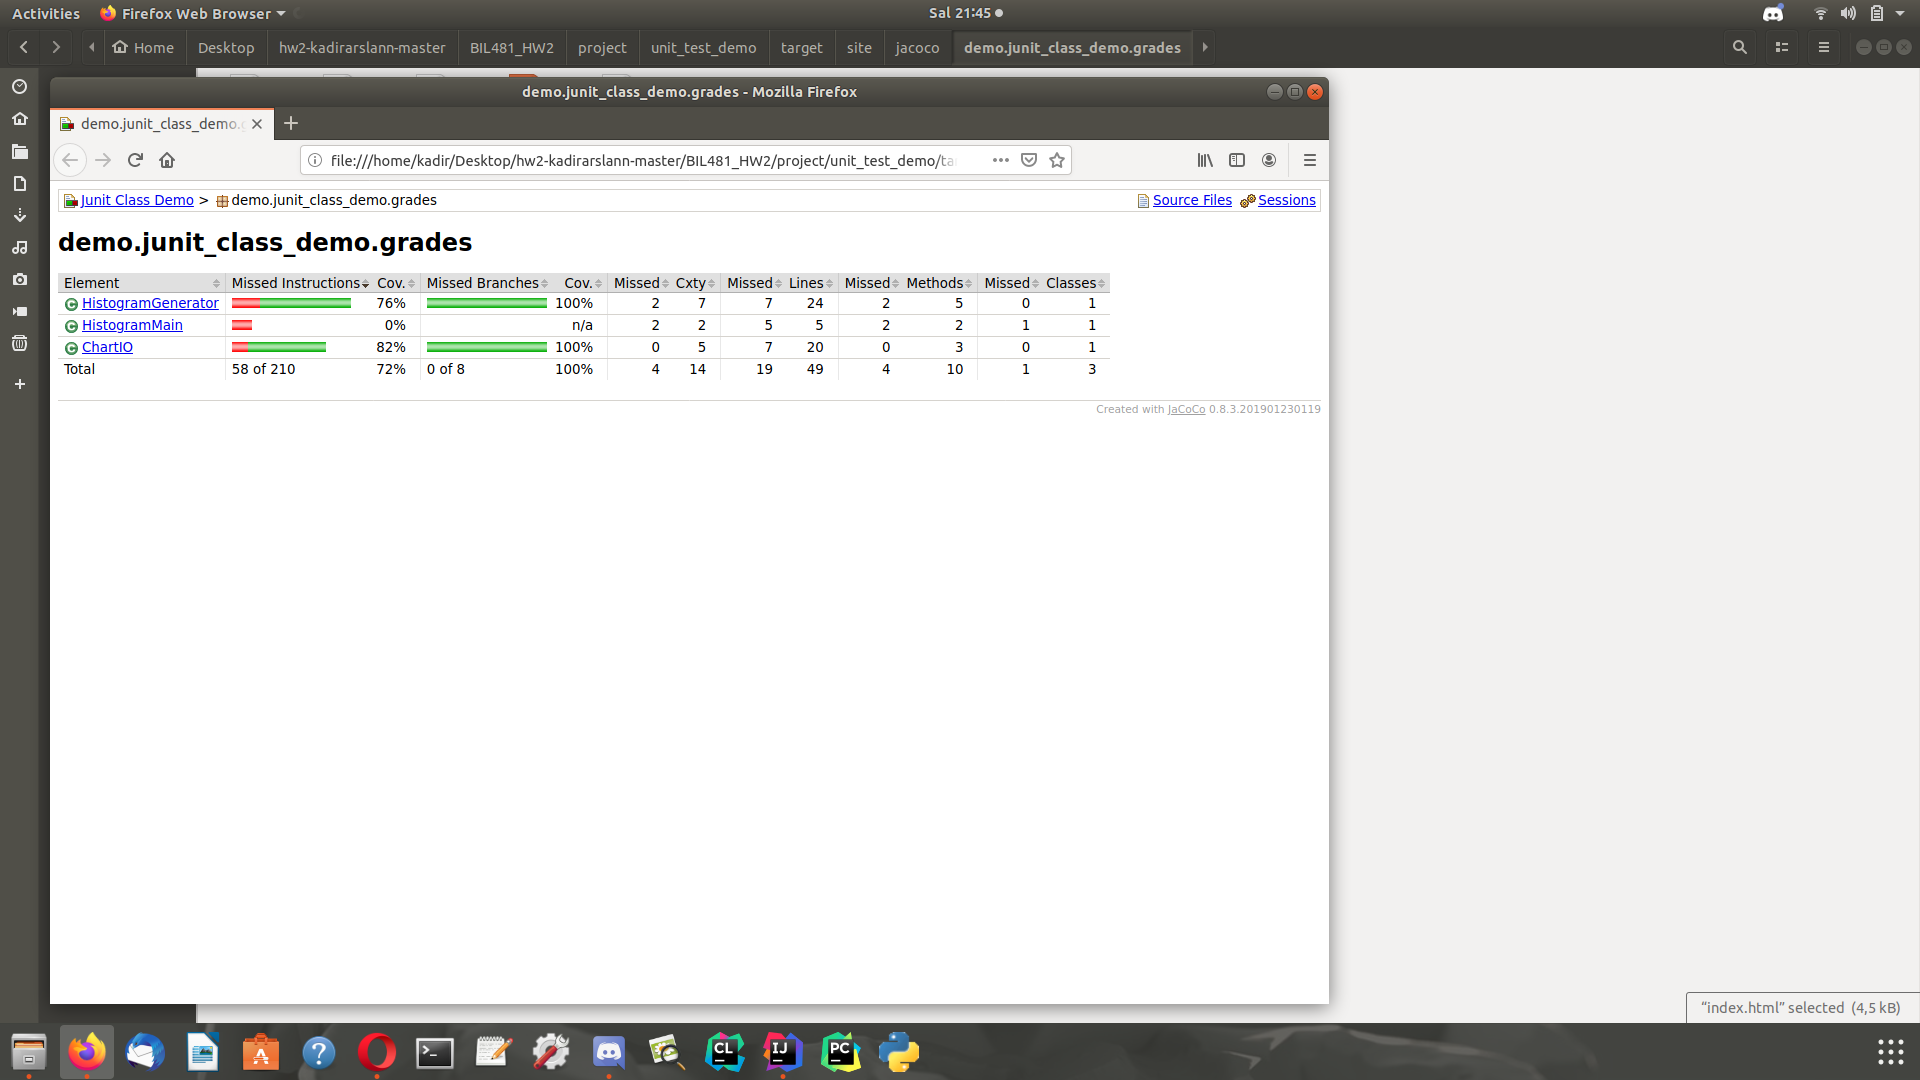 Activities Firefox Web Browser Sal 21:45
Home Desktop hw2-kadirarslann-master BIL481_HW2 project unit_test_demo target site jacoco demo.junit_class_demo.grades
demo.junit_class_demo.grades - Mozilla Firefox
demo.junit_class_demo.
file:///home/kadir/Desktop/hw2-kadirarslann-master/BIL481_HW2/project/unit_test_demo/ta
Junit Class Demo > demo.junit_class_demo.grades Source Files Sessions
demo.junit_class_demo.grades
Element Missed Instructions Cov. Missed Branches Cov. Missed Cxty Missed Lines Missed Methods Missed Classes
HistogramGenerator 76% 100% 2 7 7 24 2 5 0 1
HistogramMain 0% n/a 2 2 5 5 2 2 1 1
ChartIO 82% 100% 0 5 7 20 0 3 0 1
Total 58 of 210 72% 0 of 8 100% 4 14 19 49 4 10 1 3
Created with JaCoCo 0.8.3.201901230119
“index.html” selected (4,5 kB)
CL
IJ
PC